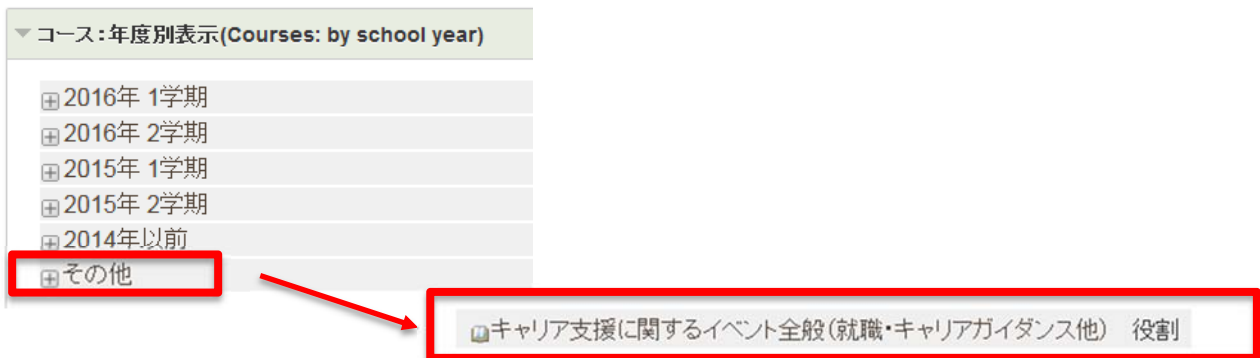 コース：年度別表示(Courses: by school year)
2016年 1学期
2016年 2学期
2015年 1学期
2015年 2学期
2014年以前
その他
キャリア支援に関するイベント全般(就職・キャリアガイダンス他) 役割